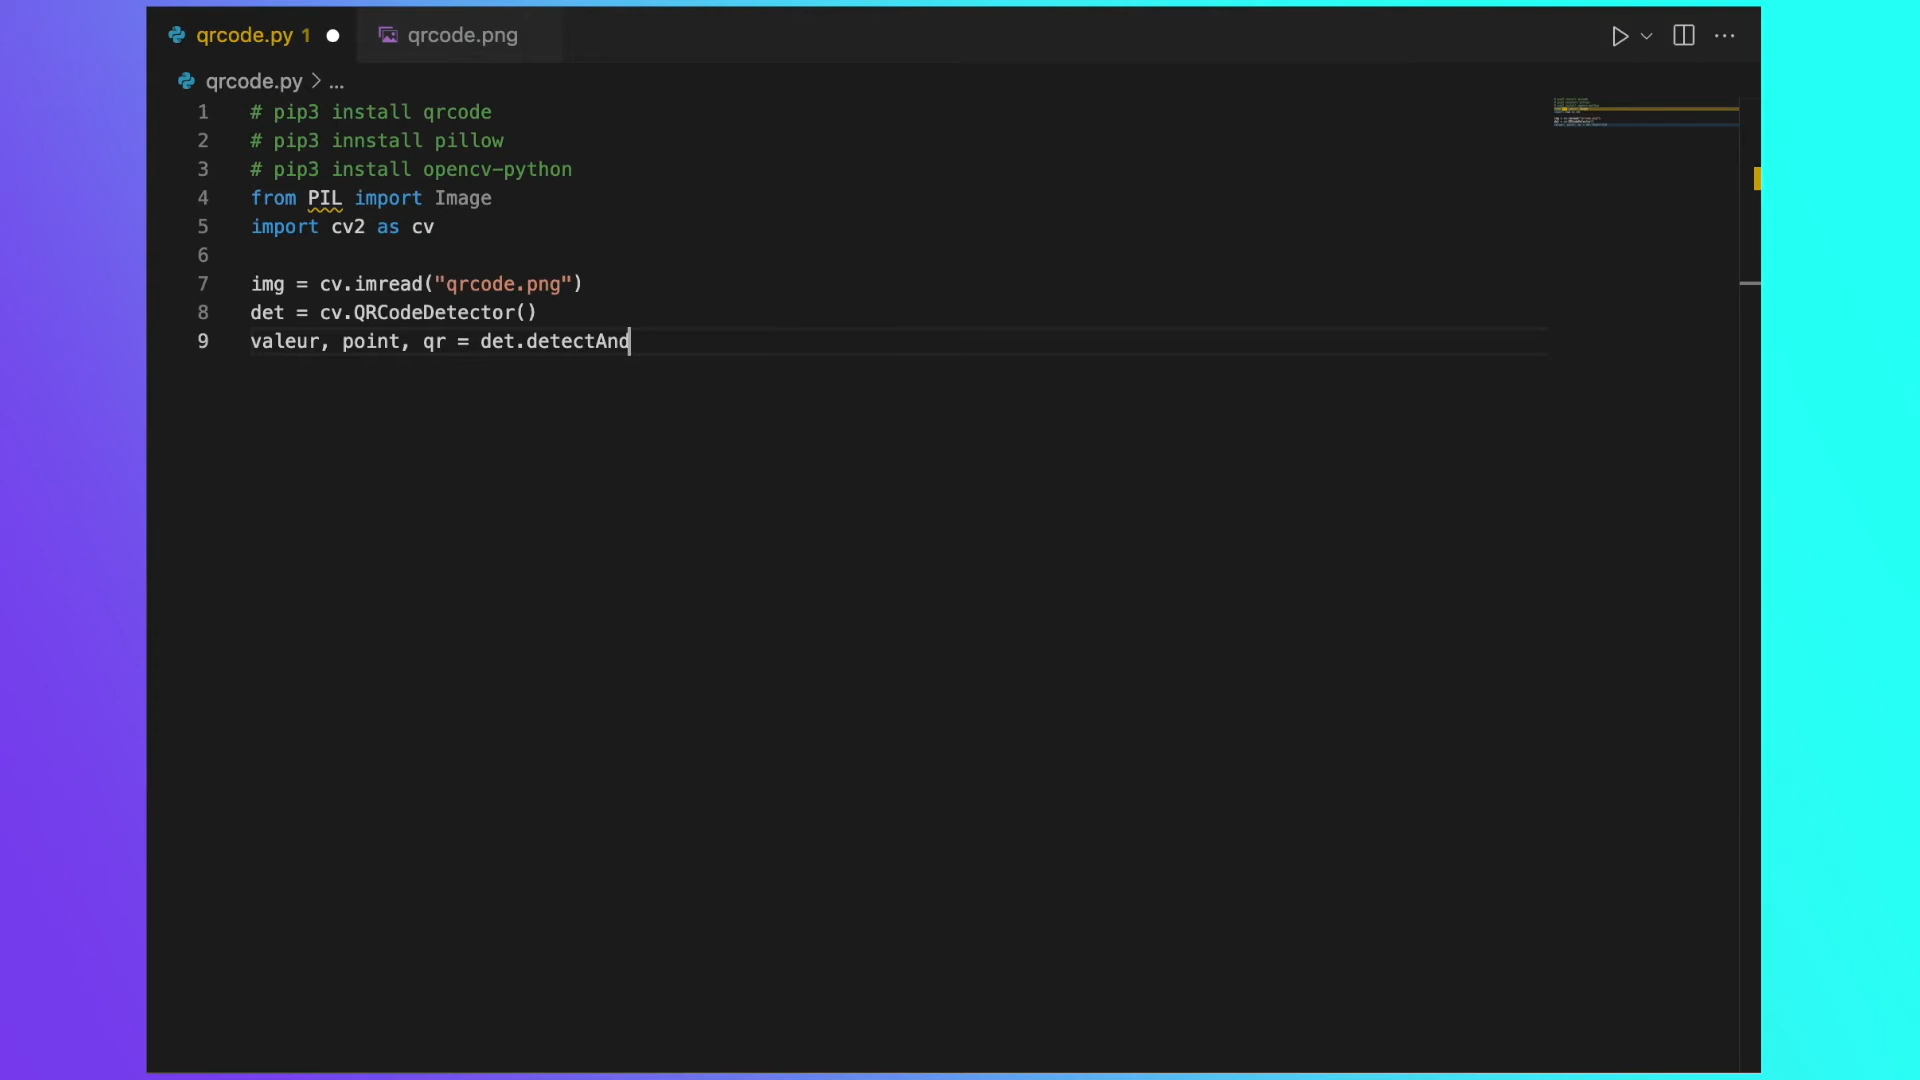 qrcode.py 1
qrcode.png
qrcode.py > ...
1 # pip3 install qrcode
2 # pip3 innstall pillow
3 # pip3 install opencv-python
4 from PIL import Image
5 import cv2 as cv
6
7 img = cv.imread("qrcode.png")
8 det = cv.QRCodeDetector()
9 valeur, point, qr = det.detectAnd